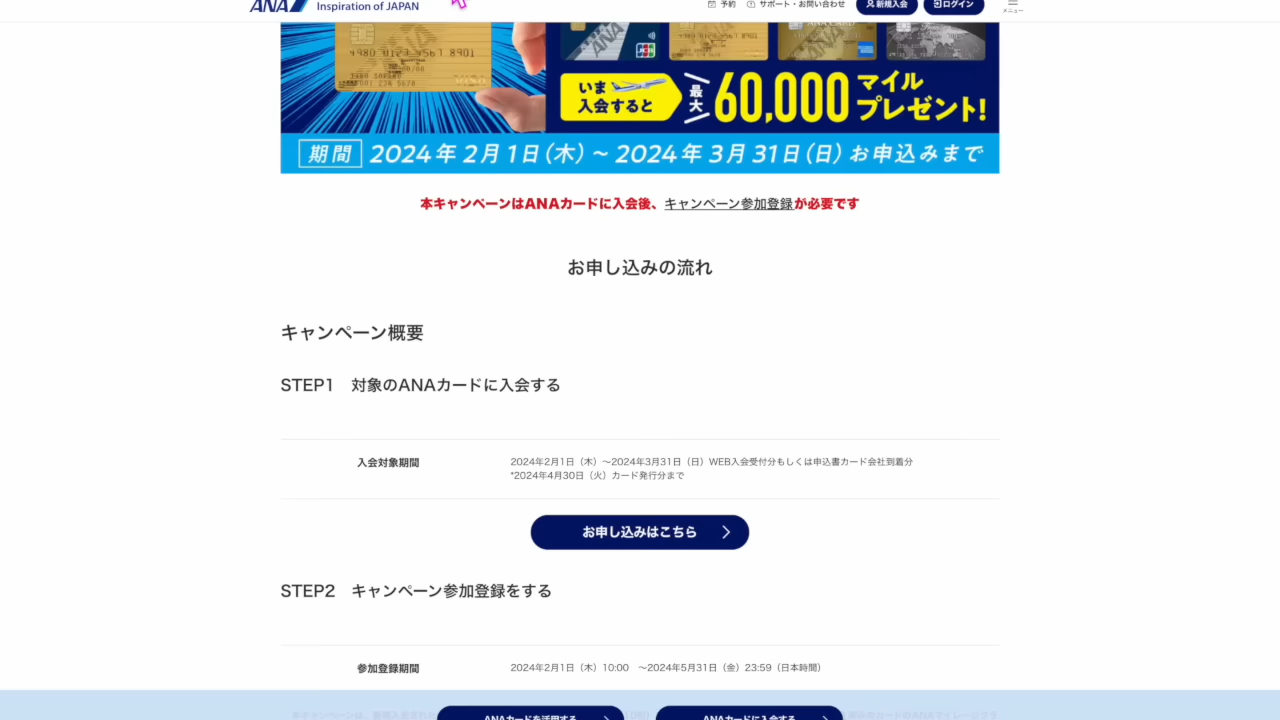 ANA Inspiration of JAPAN
予約 サポート・お問い合わせ 新規入会 ログイン メニュー
4980 0123 4567 8901
いま入会すると
最大60,000マイルプレゼント!
期間 2024年2月1日(木)~2024年3月31日(日)お申込みまで
本キャンペーンはANAカードに入会後、キャンペーン参加登録が必要です
お申し込みの流れ
キャンペーン概要
STEP1 対象のANAカードに入会する
入会対象期間 2024年2月1日(木)~2024年3月31日(日)WEB入会受付分もしくは申込書カード会社到着分
*2024年4月30日(火)カード発行分まで
お申し込みはこちら
STEP2 キャンペーン参加登録をする
参加登録期間 2024年2月1日(木)10:00 ~2024年5月31日(金)23:59(日本時間)
ANAカードを活用する ANAカードに入会する